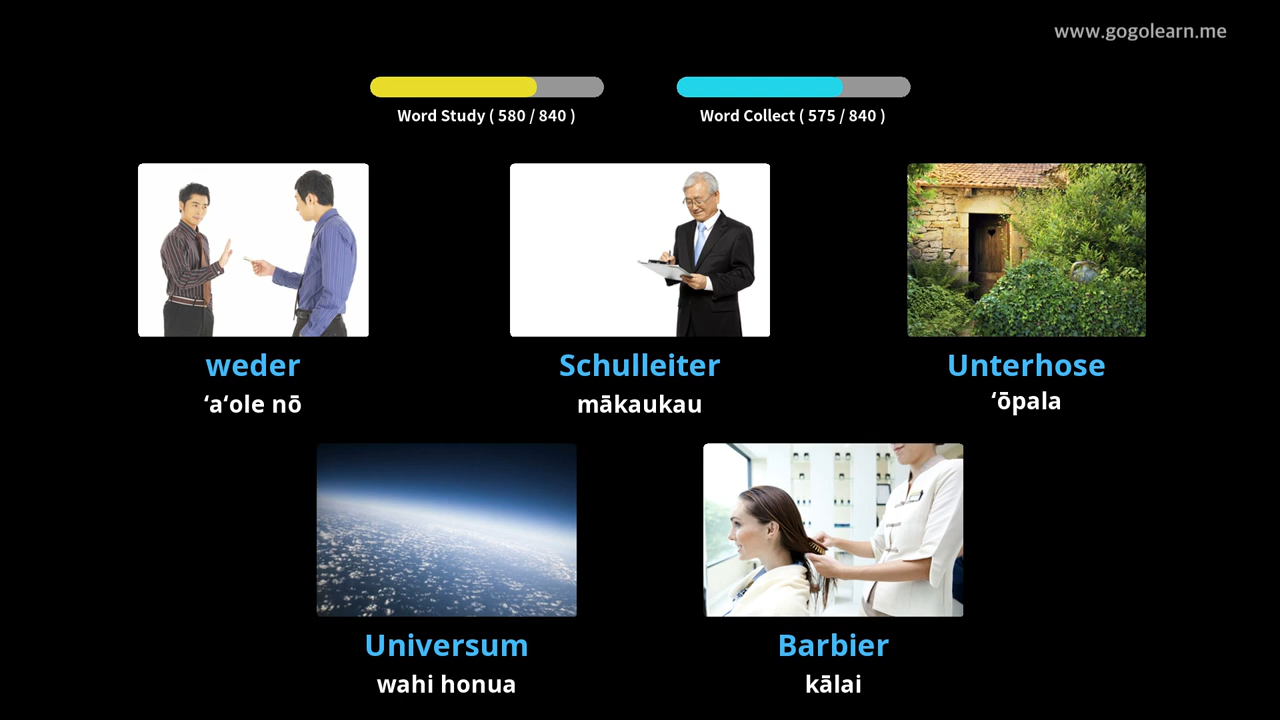 www.gogolearn.me
Word Study ( 580 / 840 )
Word Collect ( 575 / 840 )
weder
ʻaʻole nō
Schulleiter
mākaukau
Unterhose
ʻōpala
Universum
wahi honua
Barbier
kālai